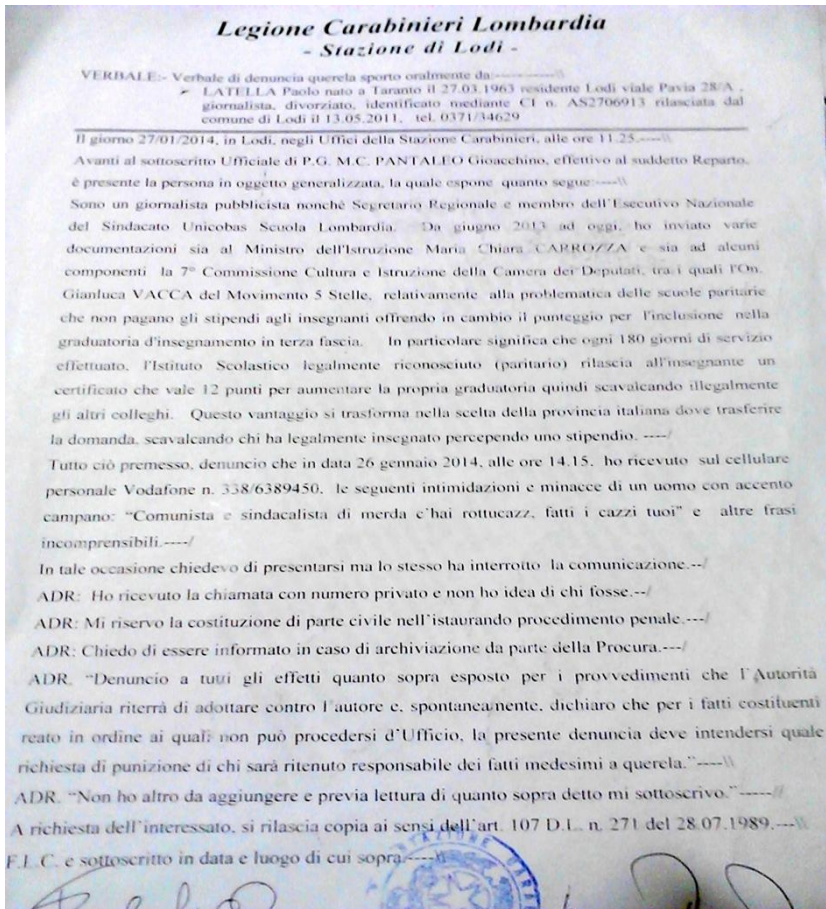 Legione Carabinieri Lombardia
- Stazione di Lodi -
VERBALE:- Verbale di denuncia querela sporto oralmente da:-----------\\
➢ LATELLA Paolo nato a Taranto il 27.03.1963 residente Lodi viale Pavia 28/A ,
giornalista, divorziato, identificato mediante CI n. AS2706913 rilasciata dal
comune di Lodi il 13.05.2011, tel. 0371/34629
Il giorno 27/01/2014, in Lodi, negli Uffici della Stazione Carabinieri, alle ore 11.25.----\\
Avanti al sottoscritto Ufficiale di P.G. M.C. PANTALEO Gioacchino, effettivo al suddetto Reparto,
è presente la persona in oggetto generalizzata, la quale espone quanto segue:----\\
Sono un giornalista pubblicista nonchè Segretario Regionale e membro dell'Esecutivo Nazionale
del Sindacato Unicobas Scuola Lombardia. Da giugno 2013 ad oggi, ho inviato varie
documentazioni sia al Ministro dell'Istruzione Maria Chiara CARROZZA e sia ad alcuni
componenti la 7° Commissione Cultura e Istruzione della Camera dei Deputati, tra i quali l'On.
Gianluca VACCA del Movimento 5 Stelle, relativamente alla problematica delle scuole paritarie
che non pagano gli stipendi agli insegnanti offrendo in cambio il punteggio per l'inclusione nella
graduatoria d'insegnamento in terza fascia. In particolare significa che ogni 180 giorni di servizio
effettuato, l'Istituto Scolastico legalmente riconosciuto (paritario) rilascia all'insegnante un
certificato che vale 12 punti per aumentare la propria graduatoria quindi scavalcando illegalmente
gli altri colleghi. Questo vantaggio si trasforma nella scelta della provincia italiana dove trasferire
la domanda, scavalcando chi ha legalmente insegnato percependo uno stipendio. ----/
Tutto ciò premesso, denuncio che in data 26 gennaio 2014, alle ore 14.15, ho ricevuto sul cellulare
personale Vodafone n. 338/6389450, le seguenti intimidazioni e minacce di un uomo con accento
campano: "Comunista e sindacalista di merda c'hai rottucazz, fatti i cazzi tuoi" e altre frasi
incomprensibili.----/
In tale occasione chiedevo di presentarsi ma lo stesso ha interrotto la comunicazione.--/
ADR: Ho ricevuto la chiamata con numero privato e non ho idea di chi fosse.--/
ADR: Mi riservo la costituzione di parte civile nell'istaurando procedimento penale.---/
ADR: Chiedo di essere informato in caso di archiviazione da parte della Procura.---/
ADR. "Denuncio a tutti gli effetti quanto sopra esposto per i provvedimenti che l'Autorità
Giudiziaria riterrà di adottare contro l'autore e, spontaneamente, dichiaro che per i fatti costituenti
reato in ordine ai quali non può procedersi d'Ufficio, la presente denuncia deve intendersi quale
richiesta di punizione di chi sarà ritenuto responsabile dei fatti medesimi a querela."----\\
ADR. "Non ho altro da aggiungere e previa lettura di quanto sopra detto mi sottoscrivo."-----//
A richiesta dell'interessato, si rilascia copia ai sensi dell'art. 107 D.L. n. 271 del 28.07.1989.---\\
F.L.C. e sottoscritto in data e luogo di cui sopra.----\\
STAZIONE CARAB